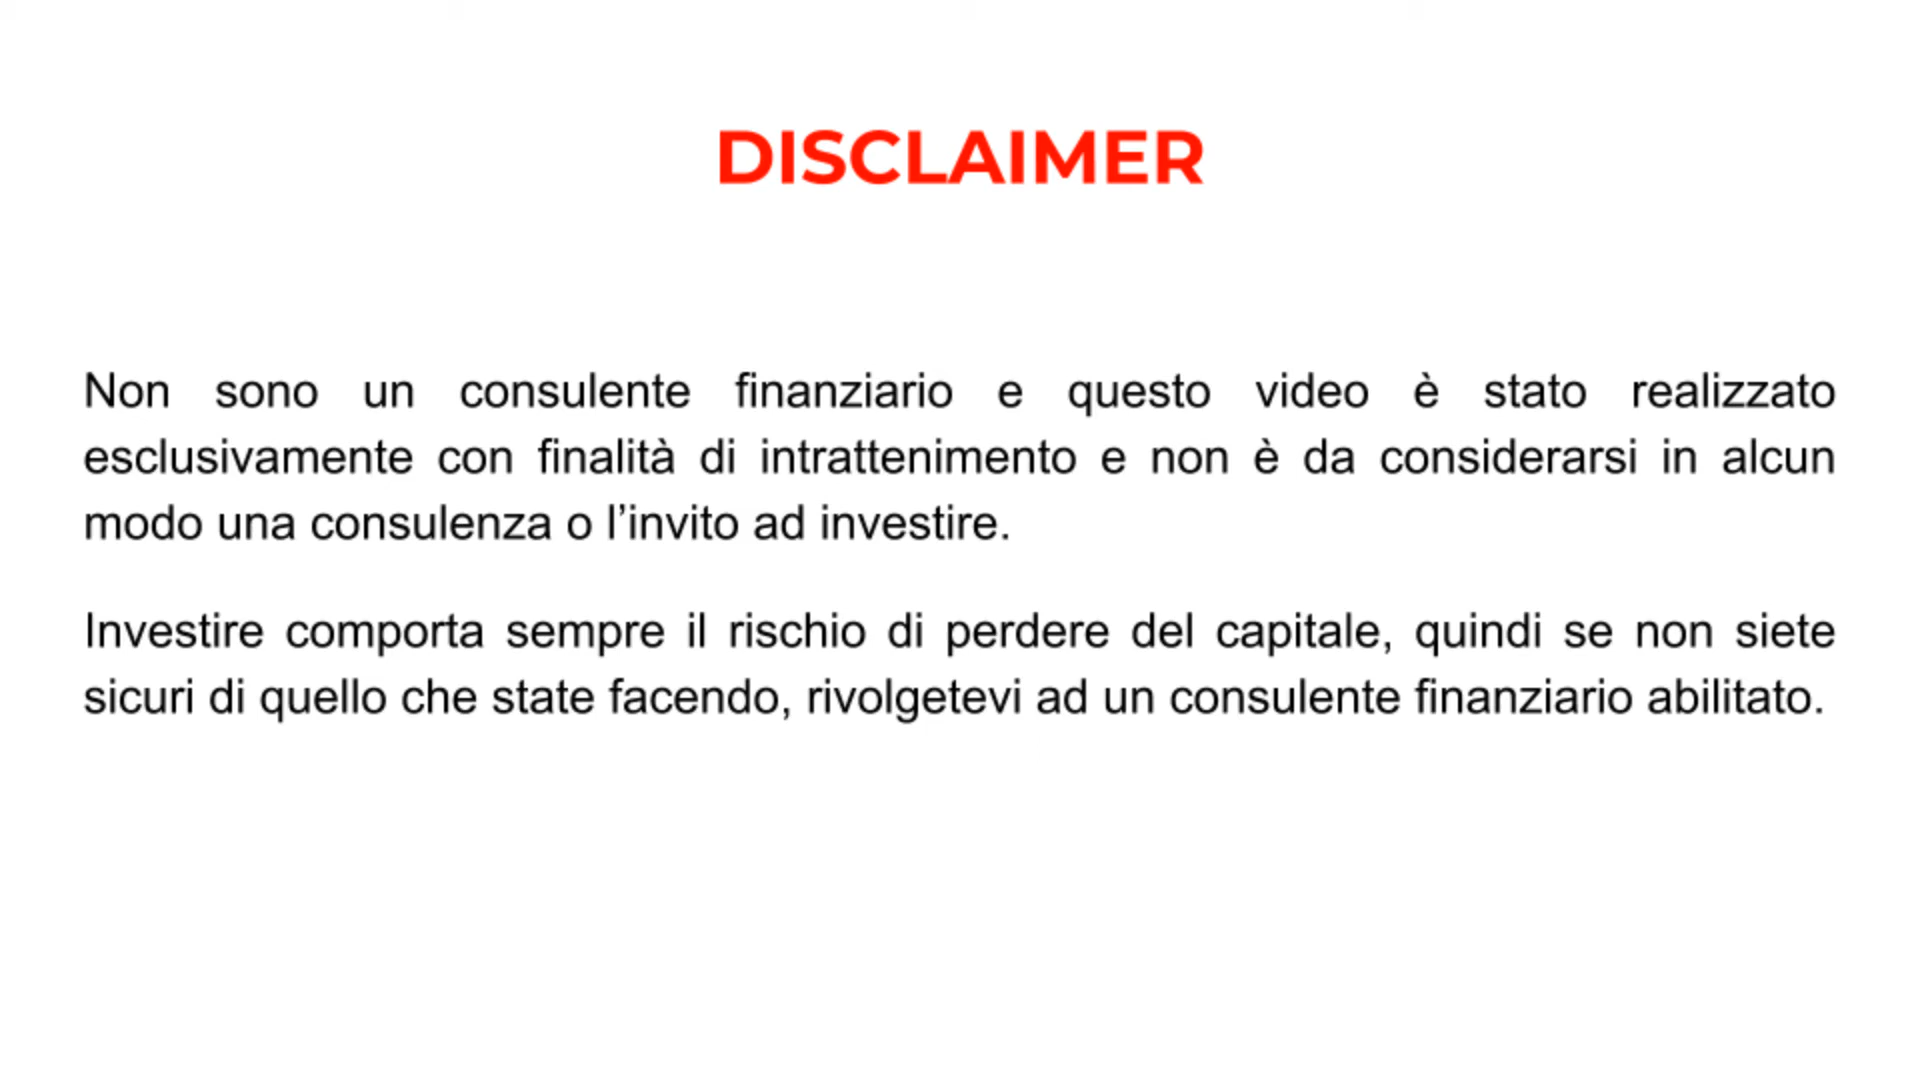 DISCLAIMER
Non sono un consulente finanziario e questo video è stato realizzato
esclusivamente con finalità di intrattenimento e non è da considerarsi in alcun
modo una consulenza o l’invito ad investire.
Investire comporta sempre il rischio di perdere del capitale, quindi se non siete
sicuri di quello che state facendo, rivolgetevi ad un consulente finanziario abilitato.